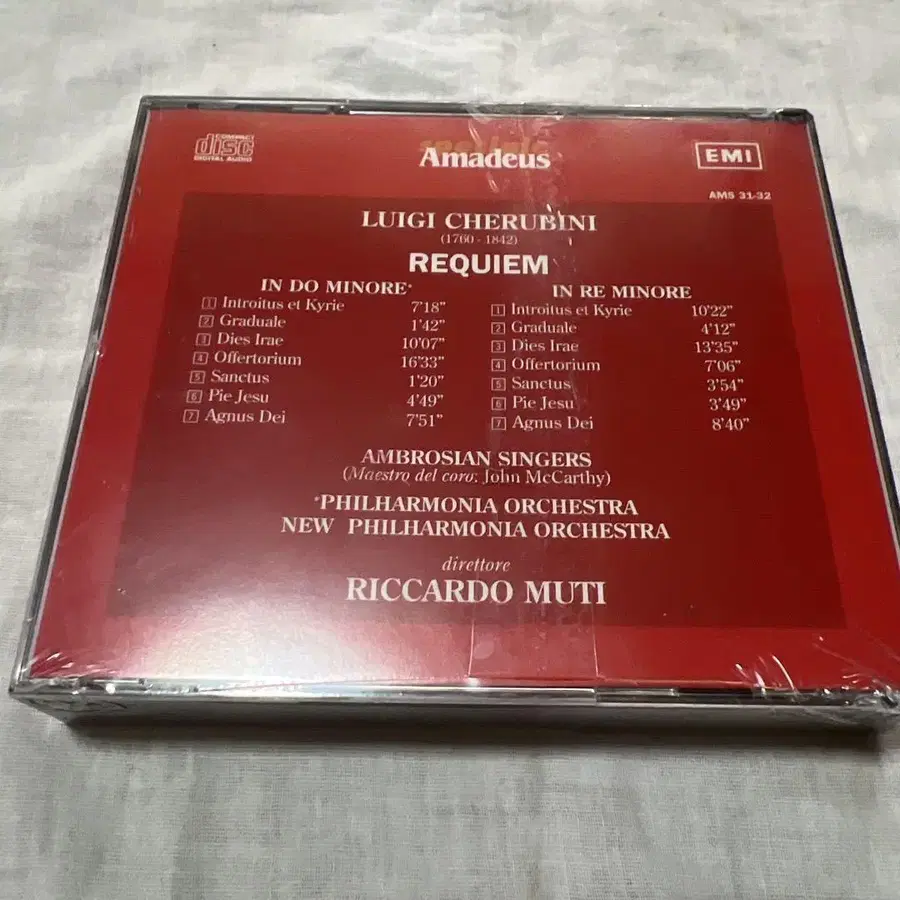 COMPACT
disc
DIGITAL AUDIO
Amadeus
EMI
AMS 31-32
LUIGI CHERUBINI
(1760 - 1842)
REQUIEM
IN DO MINORE*
1 Introitus et Kyrie 7'18"
2 Graduale 1'42"
3 Dies Irae 10'07"
4 Offertorium 16'33"
5 Sanctus 1'20"
6 Pie Jesu 4'49"
7 Agnus Dei 7'51"
IN RE MINORE
1 Introitus et Kyrie 10'22"
2 Graduale 4'12"
3 Dies Irae 13'35"
4 Offertorium 7'06"
5 Sanctus 3'54"
6 Pie Jesu 3'49"
7 Agnus Dei 8'40"
AMBROSIAN SINGERS
(Maestro del coro: John McCarthy)
*PHILHARMONIA ORCHESTRA
NEW PHILHARMONIA ORCHESTRA
direttore
RICCARDO MUTI